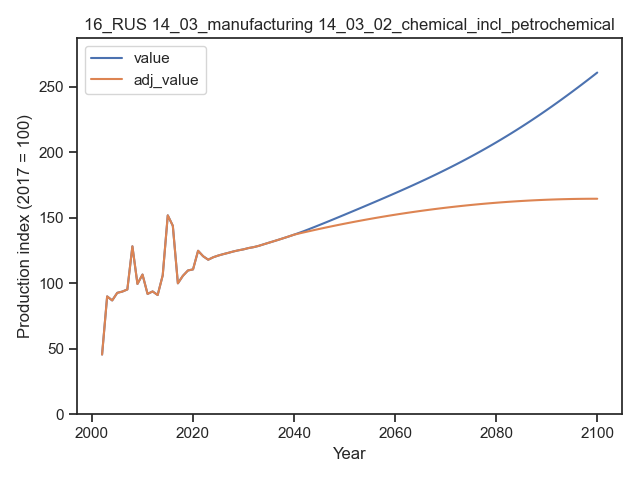 16_RUS 14_03_manufacturing 14_03_02_chemical_incl_petrochemical
value
adj_value
Production index (2017 = 100)
250
200
150
100
50
0
2000 2020 2040 2060 2080 2100
Year